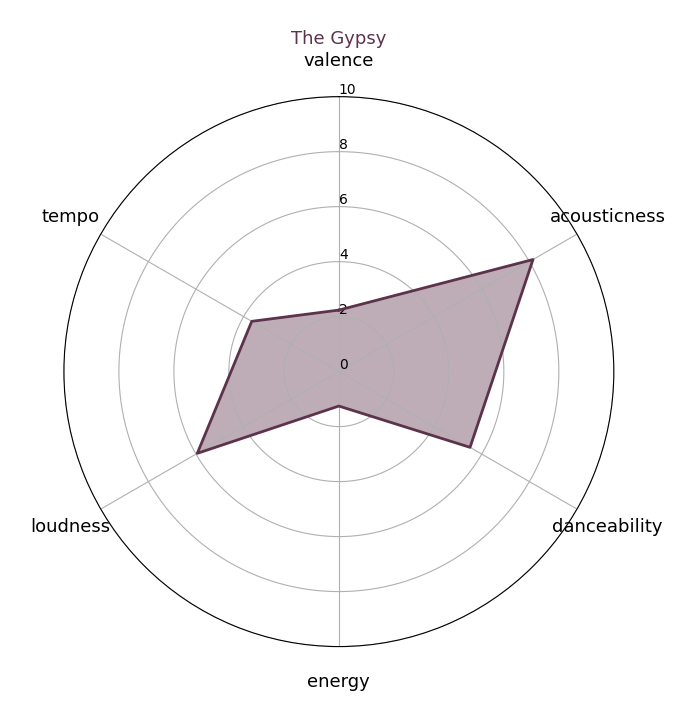 The Gypsy
valence
10
8
tempo
6
acousticness
4
2
0
loudness
danceability
energy